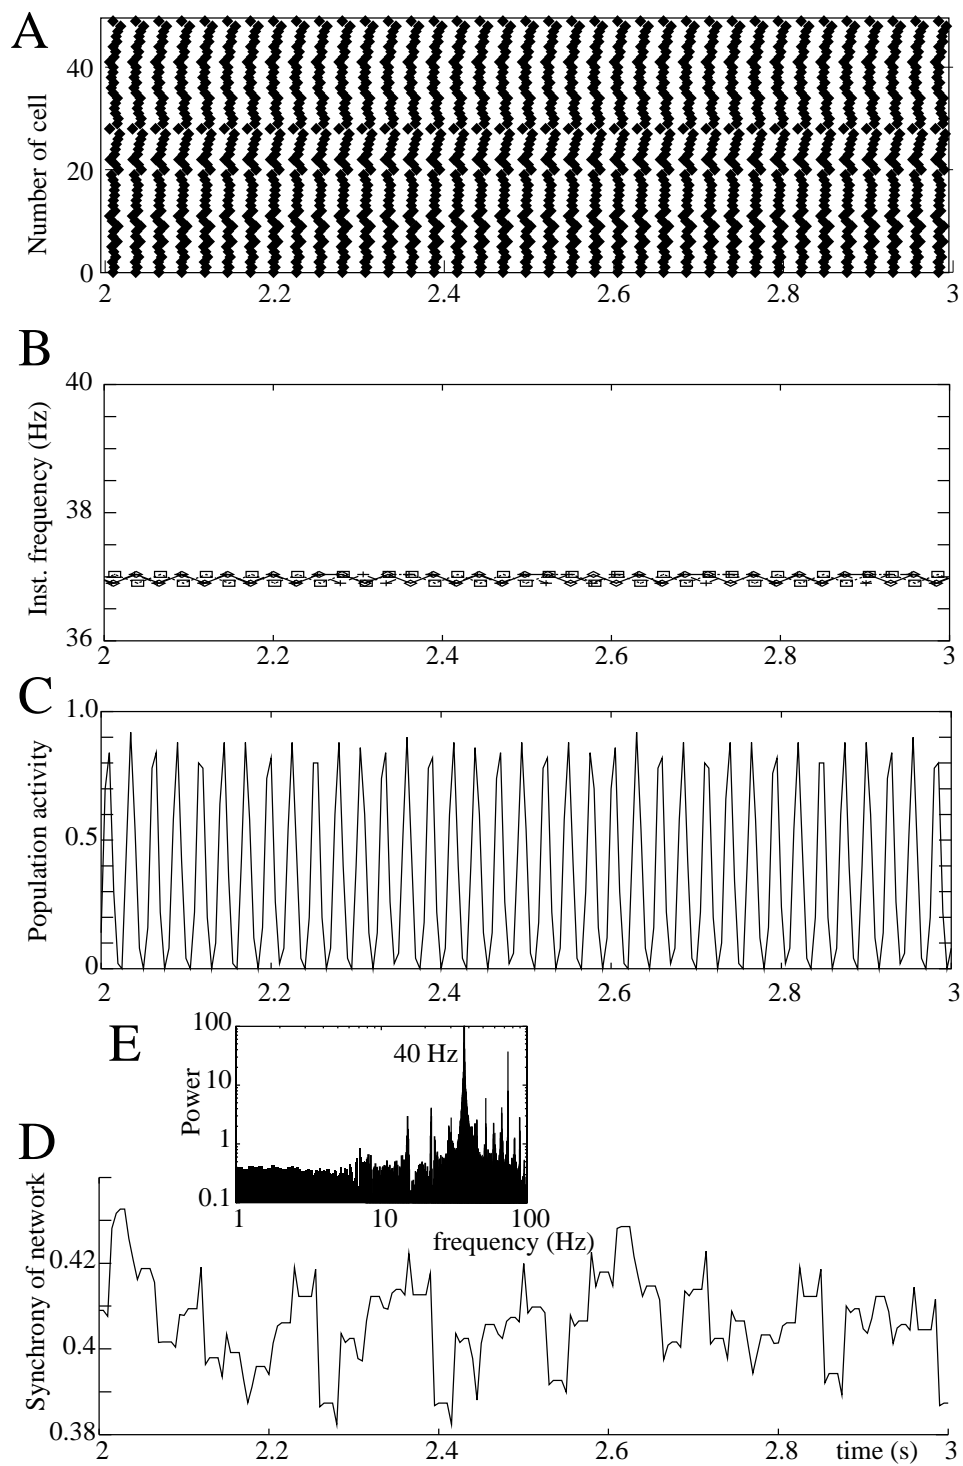 A
Number of cell
40
20
0
2 2.2 2.4 2.6 2.8 3
B
Inst. frequency (Hz)
40
38
36
2 2.2 2.4 2.6 2.8 3
C
Population activity
1.0
0.5
0
2 2.2 2.4 2.6 2.8 3
E
Power
100
10
1
0.1
40 Hz
1 10 100
frequency (Hz)
D
Synchrony of network
0.42
0.4
0.38
2 2.2 2.4 2.6 2.8 time (s) 3